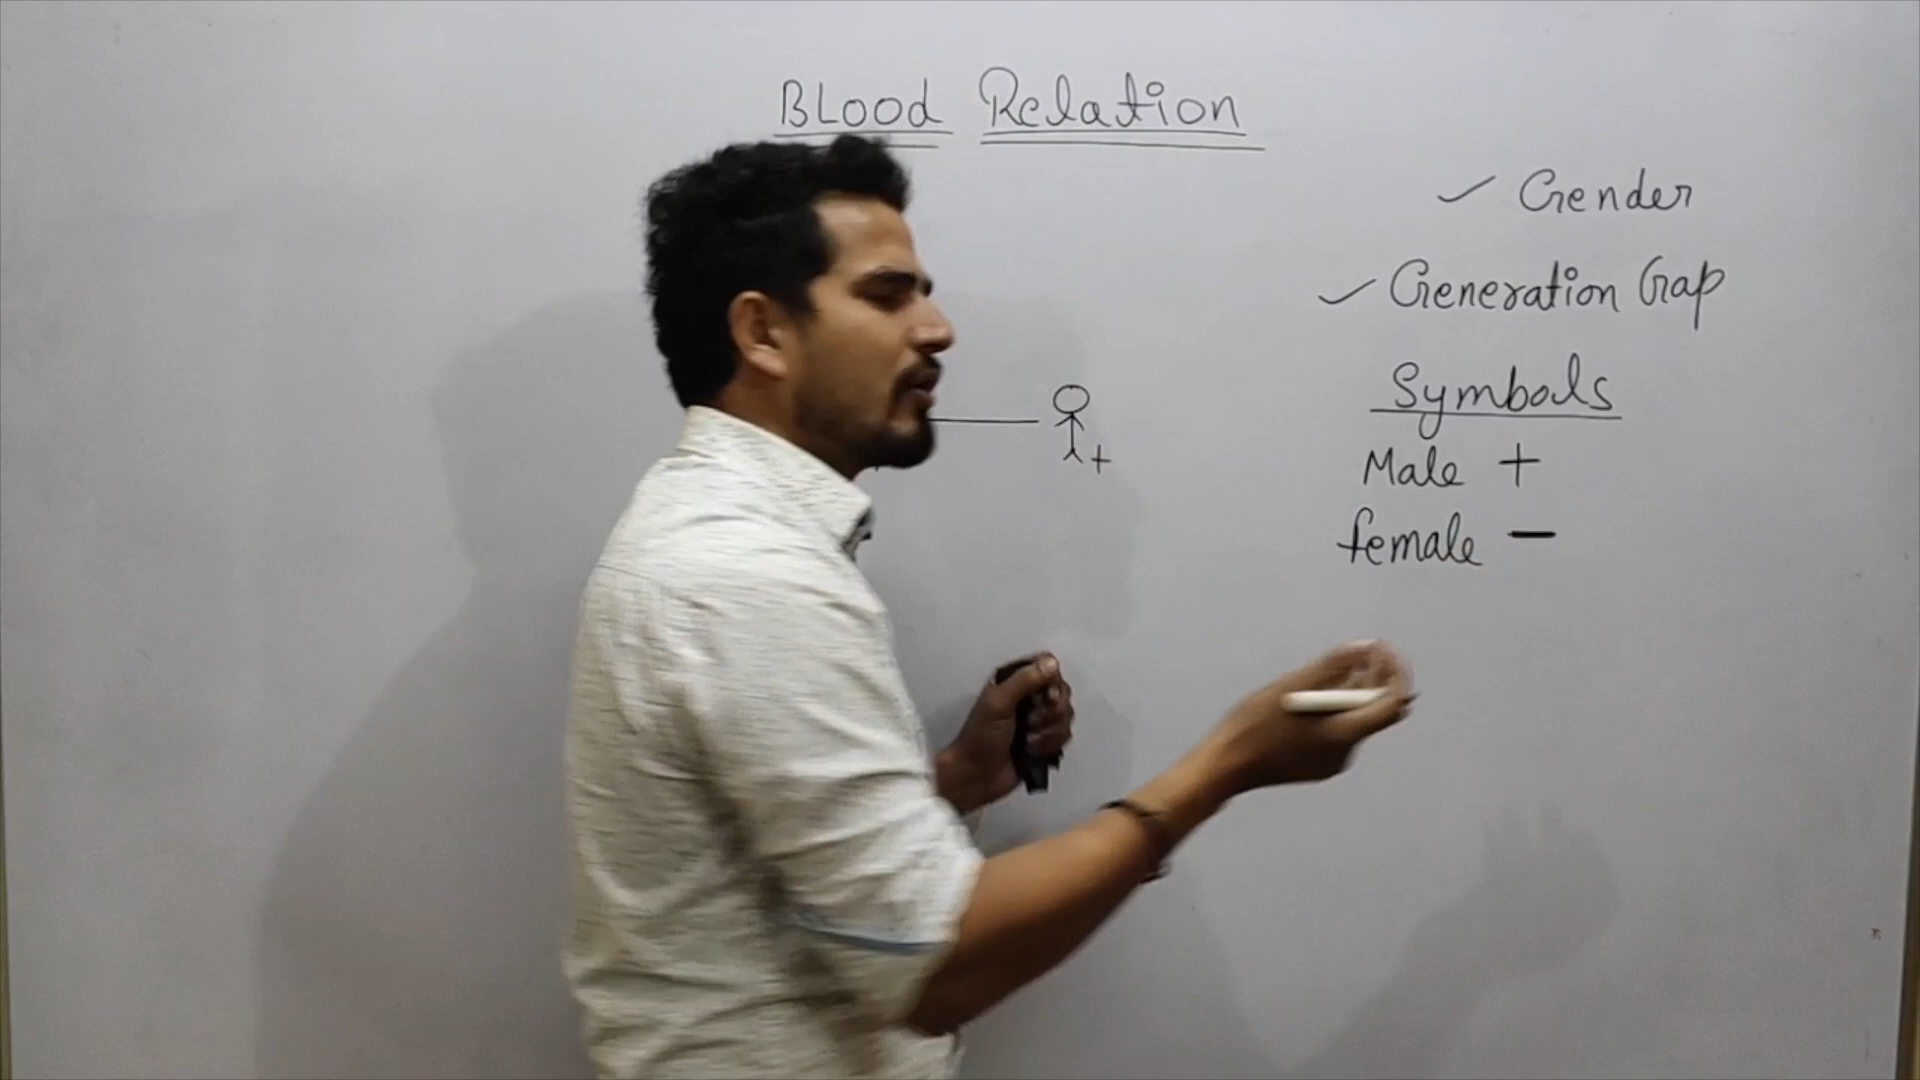 BLood Relation
✓ Gender
✓ Generation Gap
Symbols
+
Male +
female −